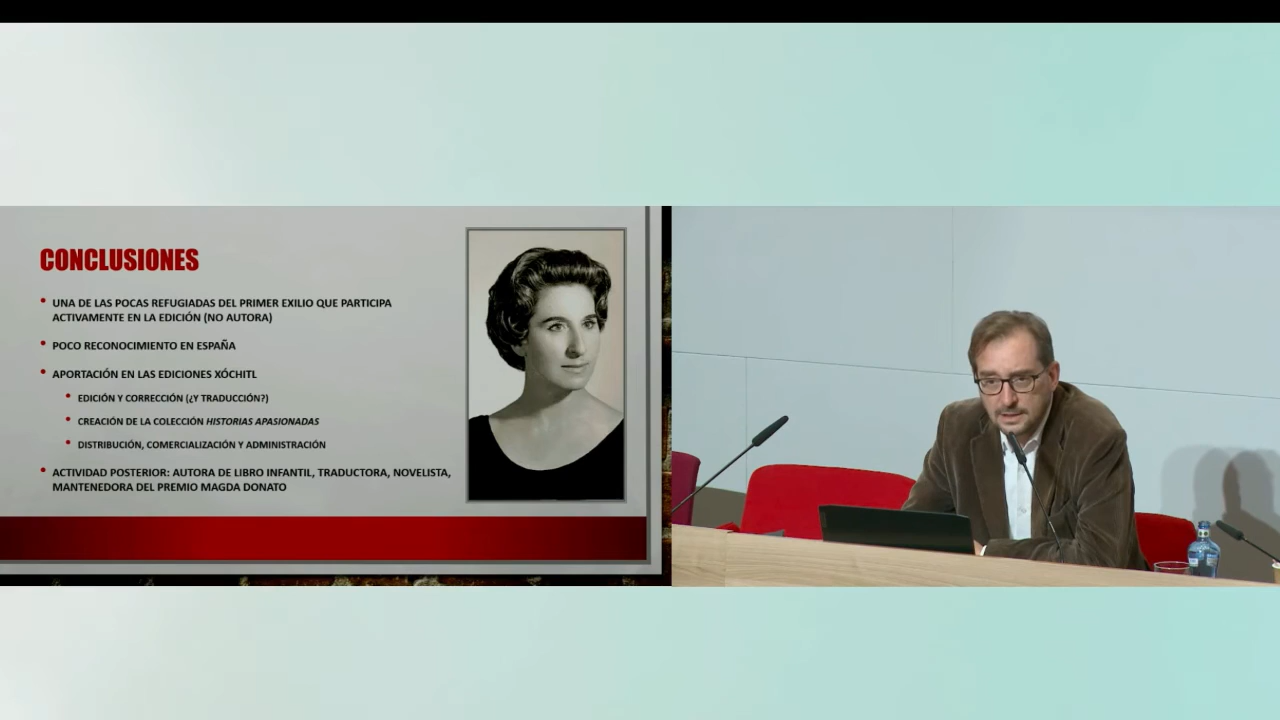 CONCLUSIONES
• UNA DE LAS POCAS REFUGIADAS DEL PRIMER EXILIO QUE PARTICIPA
ACTIVAMENTE EN LA EDICIÓN (NO AUTORA)
• POCO RECONOCIMIENTO EN ESPAÑA
• APORTACIÓN EN LAS EDICIONES XÓCHITL
• EDICIÓN Y CORRECCIÓN (¿Y TRADUCCIÓN?)
• CREACIÓN DE LA COLECCIÓN HISTORIAS APASIONADAS
• DISTRIBUCIÓN, COMERCIALIZACIÓN Y ADMINISTRACIÓN
• ACTIVIDAD POSTERIOR: AUTORA DE LIBRO INFANTIL, TRADUCTORA, NOVELISTA,
MANTENEDORA DEL PREMIO MAGDA DONATO